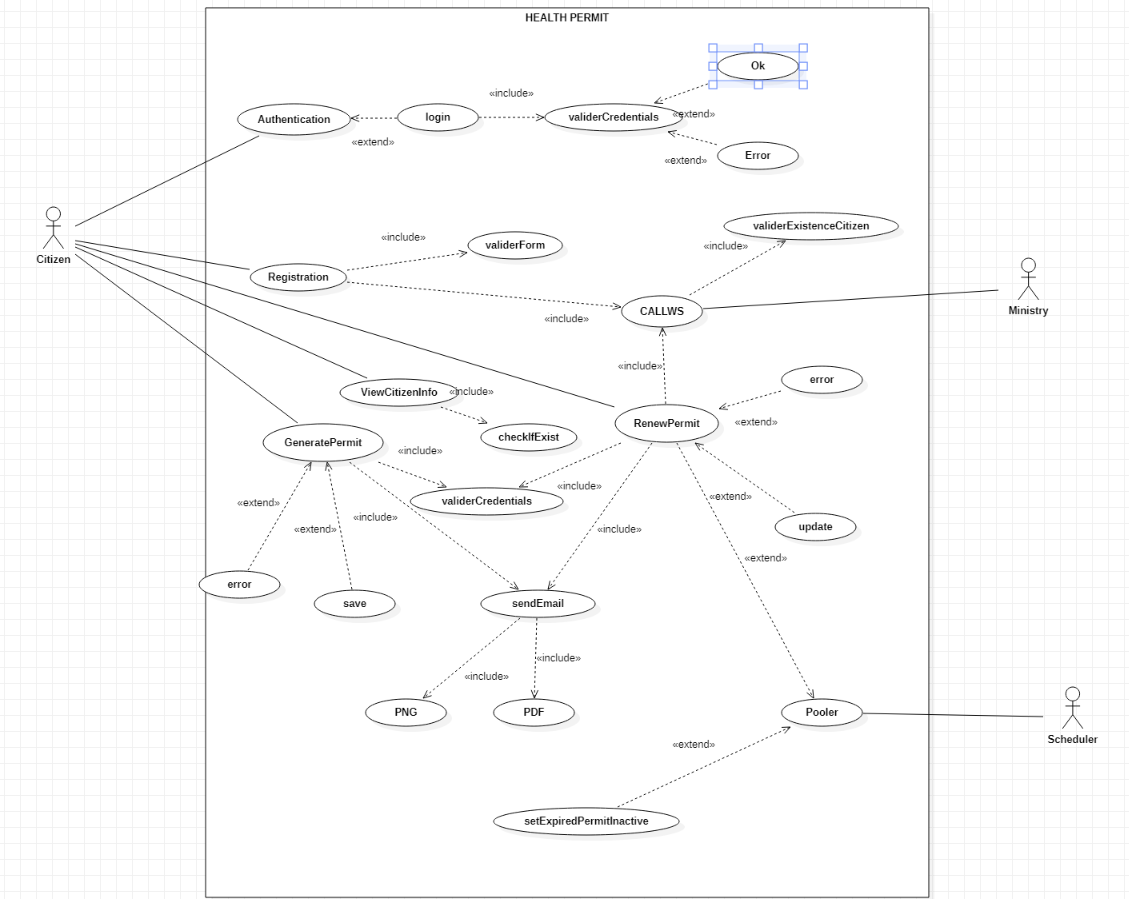 HEALTH PERMIT
Ok
«include»
Authentication
login
validerCredentials
«extend»
«extend»
Error
«extend»
validerExistenceCitizen
«include»
validerForm
«include»
Citizen
Registration
CALLWS
Ministry
«include»
«include»
error
ViewCitizenInfo
«include»
RenewPermit
«extend»
checkIfExist
GeneratePermit
«include»
«include»
validerCredentials
«extend»
«extend»
«include»
«extend»
«include»
update
«extend»
error
save
sendEmail
«include»
«include»
PNG
PDF
Pooler
Scheduler
«extend»
setExpiredPermitInactive